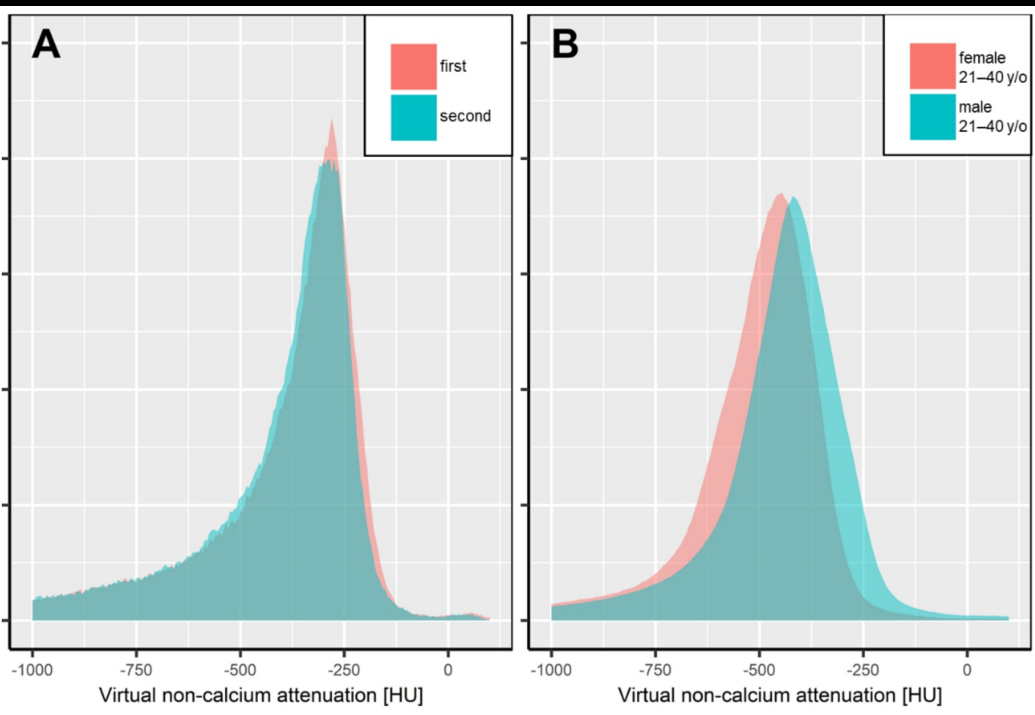 A
first
second
-1000 -750 -500 -250 0
Virtual non-calcium attenuation [HU]
B
female
21–40 y/o
male
21–40 y/o
-1000 -750 -500 -250 0
Virtual non-calcium attenuation [HU]